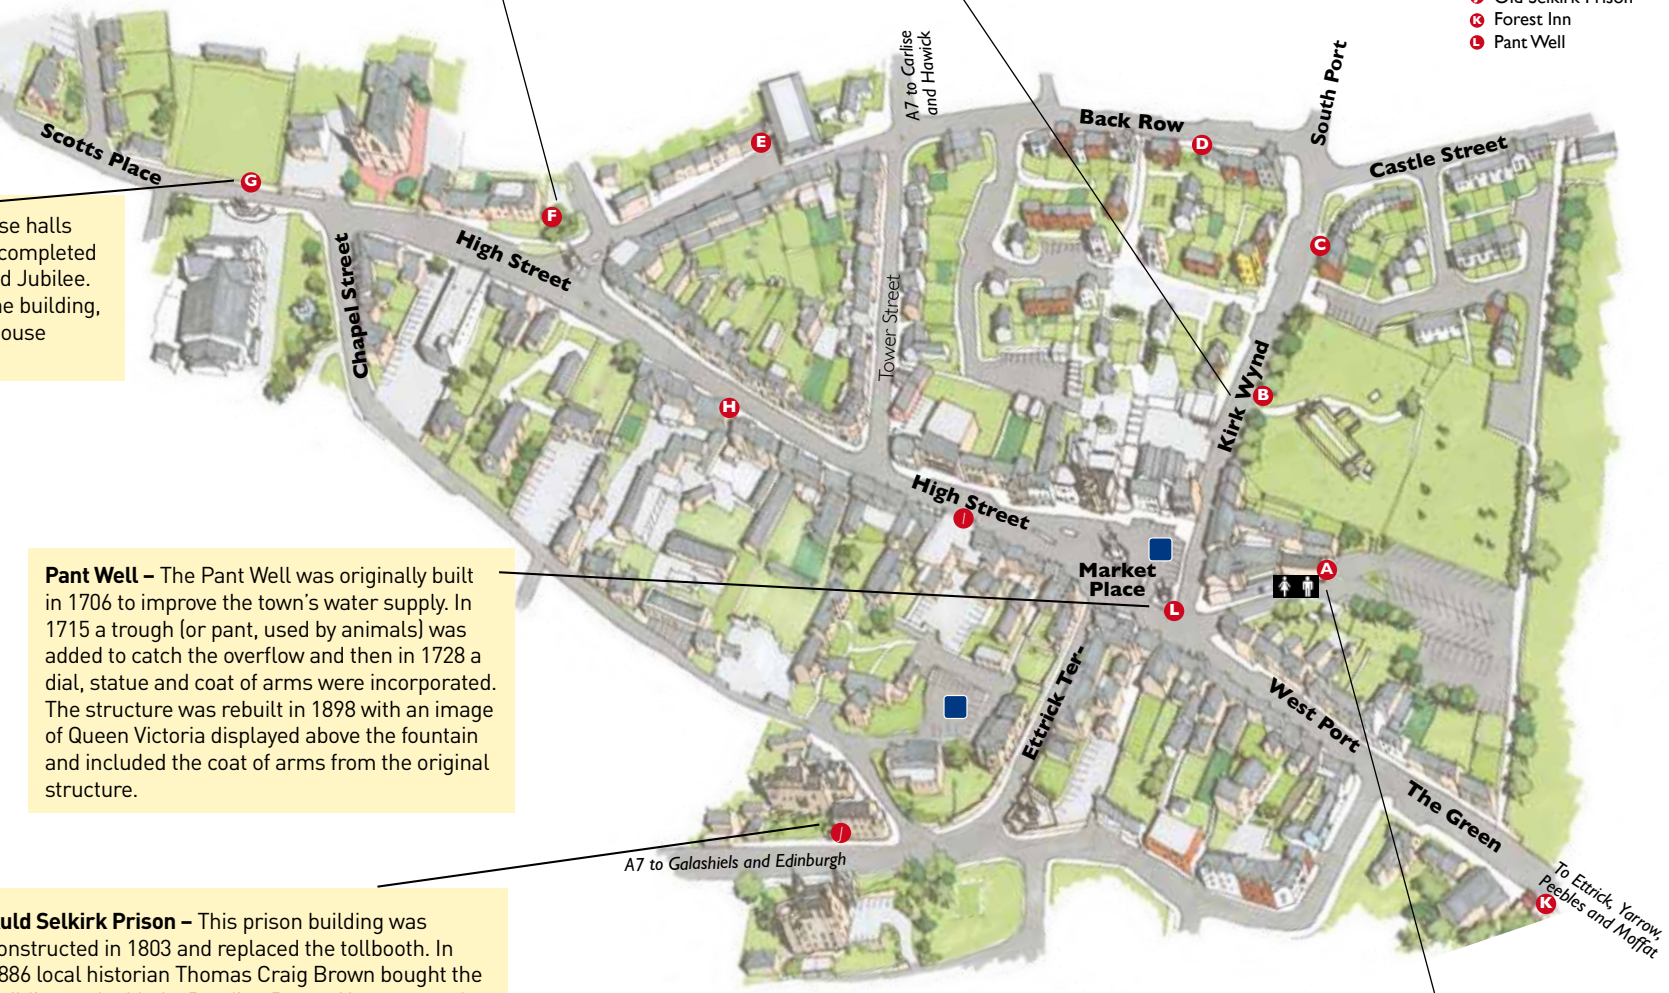 Old Selkirk Prison
K Forest Inn
L Pant Well
A7 to Carlise
and Hawick
South Port
Back Row
D
Castle Street
E
Scotts Place
G
F
C
se halls
completed
d Jubilee.
e building,
ouse
High Street
Chapel Street
Tower Street
Kirk Wynd
B
H
High Street
I
Market
Place
A
L
Pant Well – The Pant Well was originally built
in 1706 to improve the town's water supply. In
1715 a trough (or pant, used by animals) was
added to catch the overflow and then in 1728 a
dial, statue and coat of arms were incorporated.
The structure was rebuilt in 1898 with an image
of Queen Victoria displayed above the fountain
and included the coat of arms from the original
structure.
Ettrick Ter-
West Port
The Green
J
A7 to Galashiels and Edinburgh
K
To Ettrick, Yarrow,
Peebles and Moffat
uld Selkirk Prison – This prison building was
onstructed in 1803 and replaced the tollbooth. In
886 local historian Thomas Craig Brown bought the